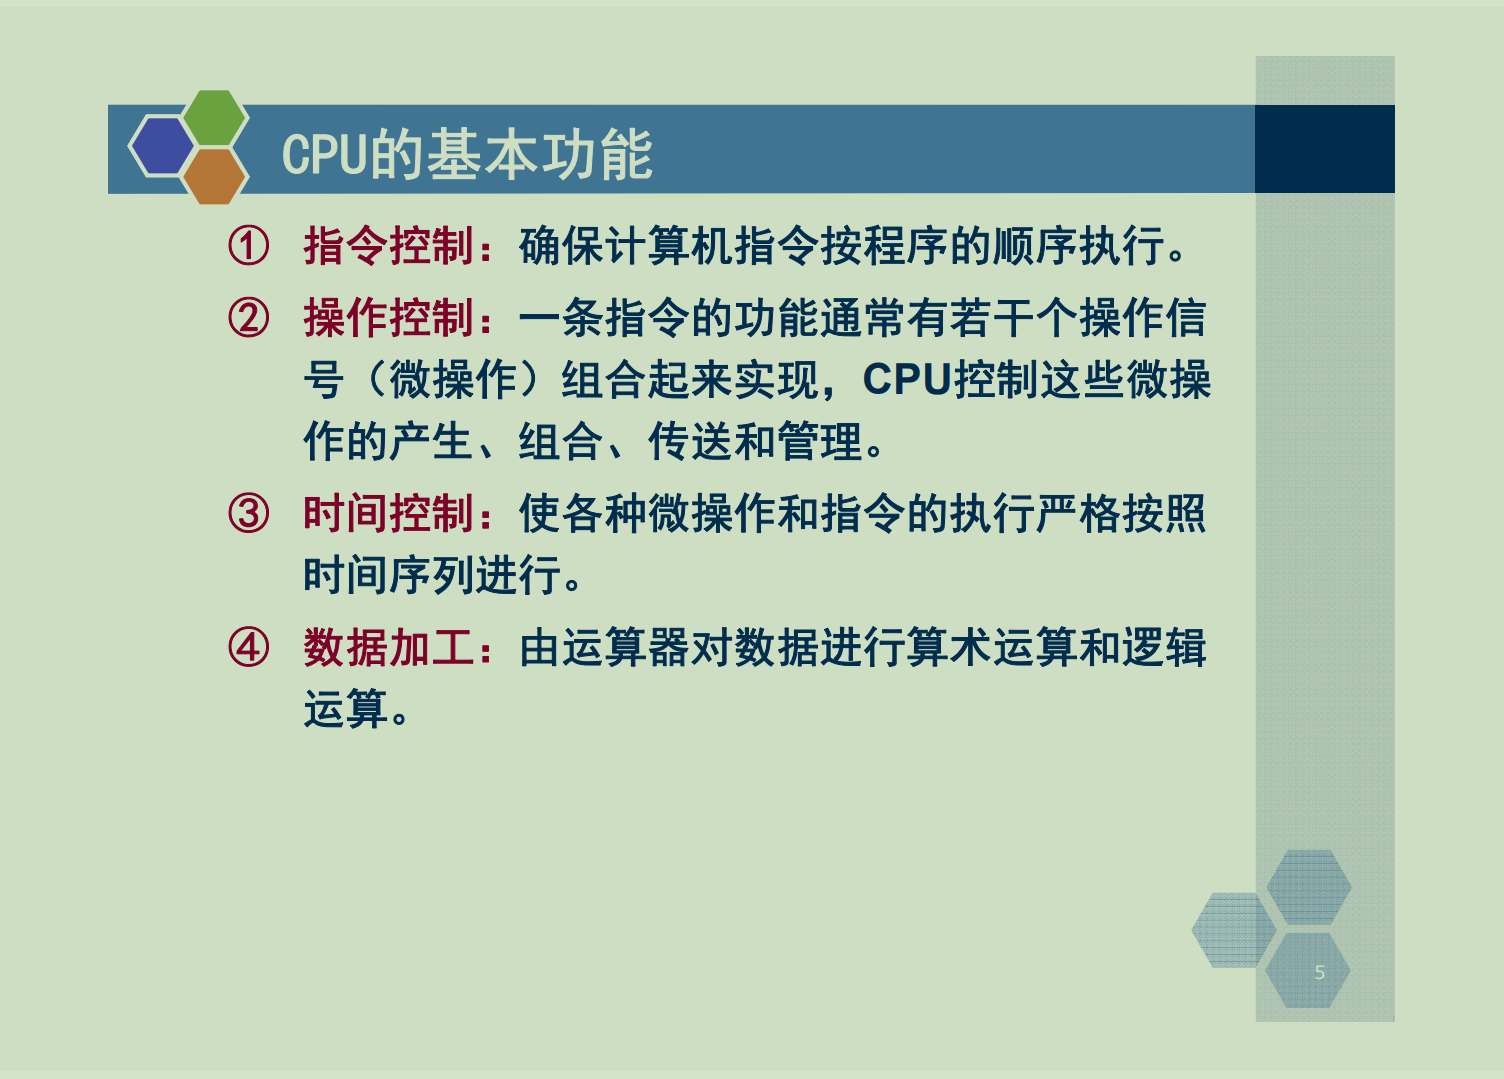 CPU的基本功能
① 指令控制：确保计算机指令按程序的顺序执行。
② 操作控制：一条指令的功能通常有若干个操作信
号（微操作）组合起来实现，CPU控制这些微操
作的产生、组合、传送和管理。
③ 时间控制：使各种微操作和指令的执行严格按照
时间序列进行。
④ 数据加工：由运算器对数据进行算术运算和逻辑
运算。
5